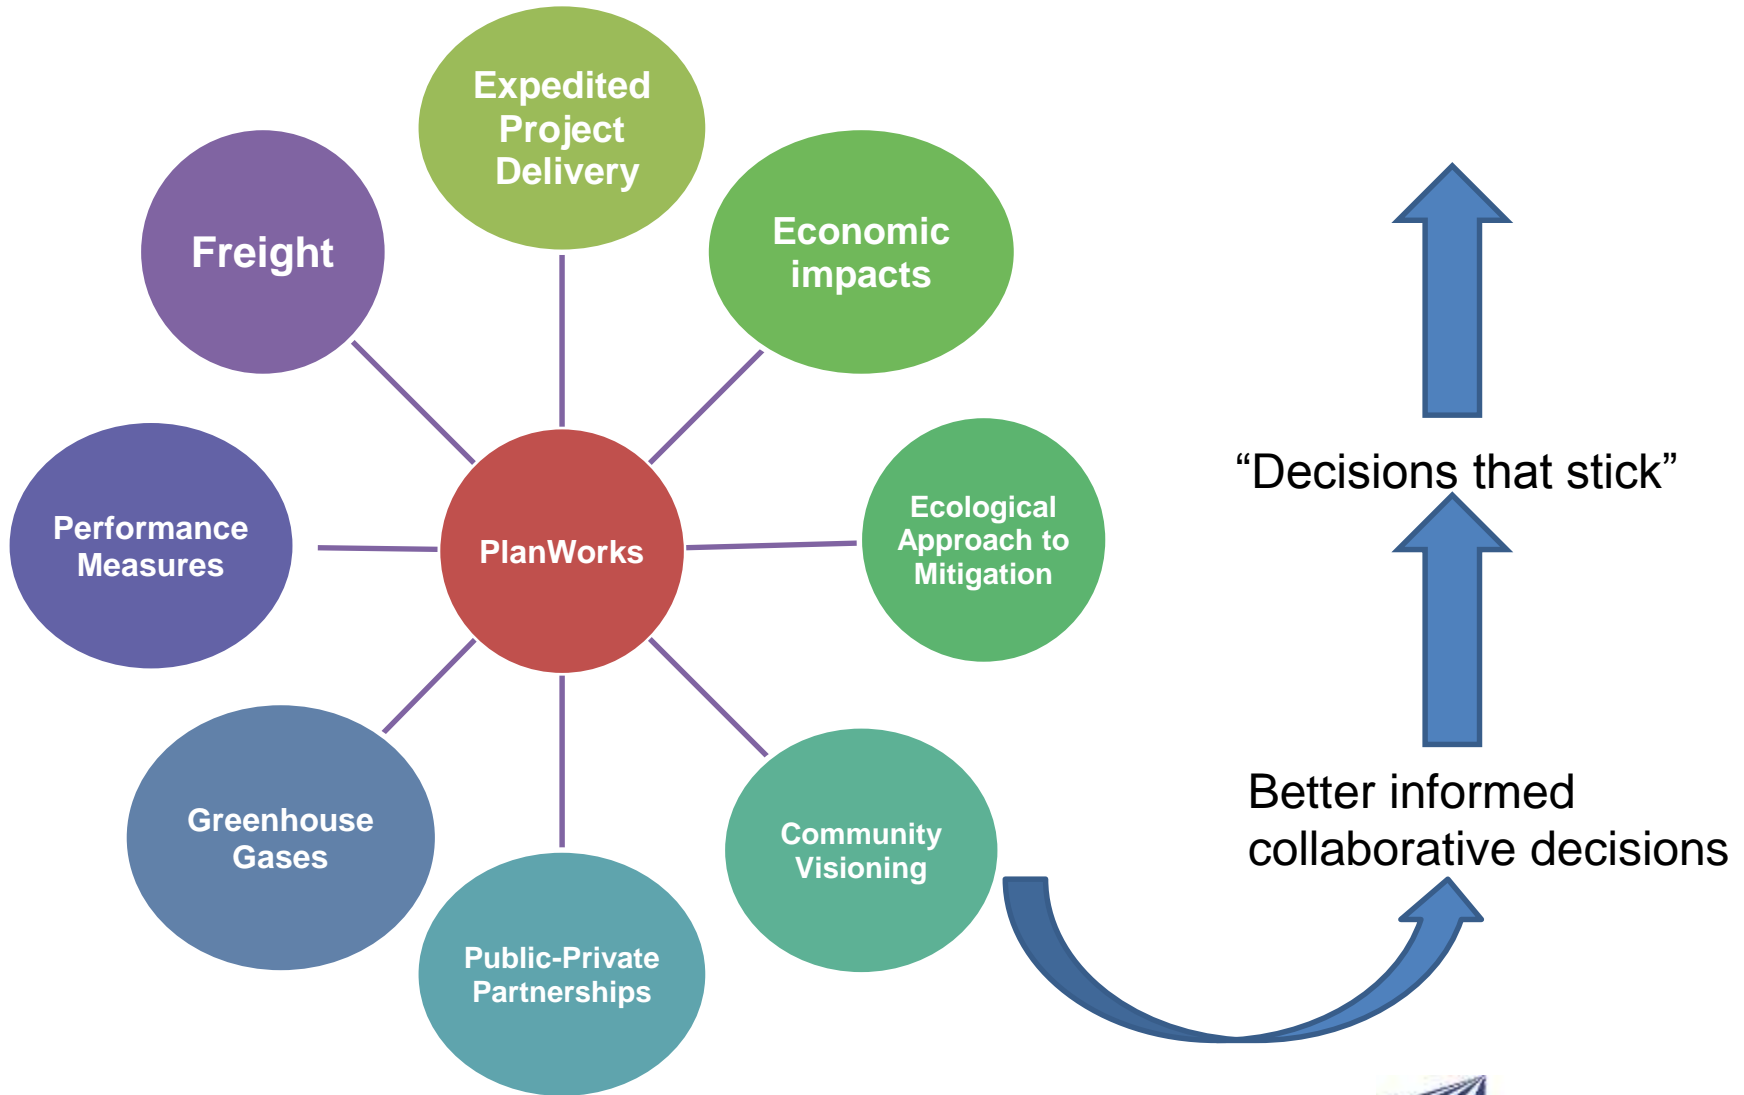 Expedited
Project
Delivery
Economic
impacts
Freight
Ecological
Approach to
Mitigation
Performance
Measures
PlanWorks
Greenhouse
Gases
Community
Visioning
Public-Private
Partnerships
“Decisions that stick”
Better informed
collaborative decisions